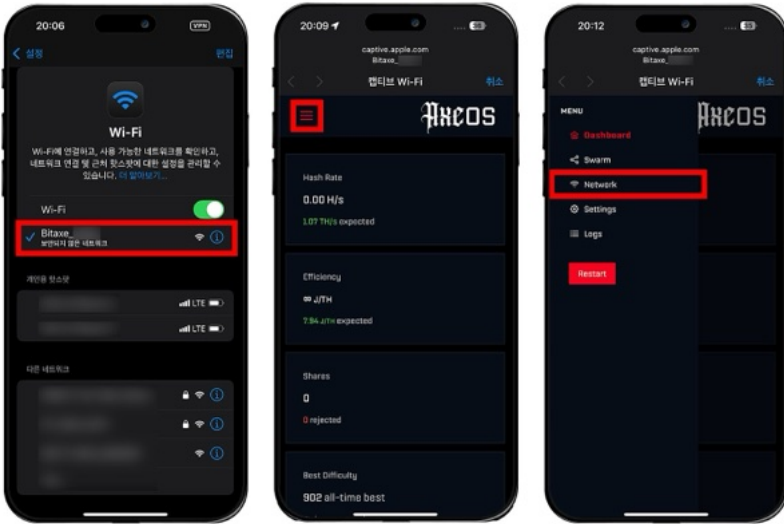 20:06
VPN
설정
편집
Wi-Fi
Wi-Fi에 연결하고, 사용 가능한 네트워크를 확인하고,
네트워크 연결 및 근처 핫스팟에 대한 설정을 관리할 수
있습니다. 더 알아보기...
Wi-Fi
Bitaxe_
보안되지 않은 네트워크
개인용 핫스팟
LTE
LTE
다른 네트워크
20:09
38
captive.apple.com
Bitaxe_
캡티브 Wi-Fi
취소
AxeOS
Hash Rate
0.00 H/s
1.07 TH/s expected
Efficiency
∞ J/TH
7.94 J/TH expected
Shares
0
0 rejected
Best Difficulty
902 all-time best
20:12
captive.apple.com
Bitaxe_
캡티브 Wi-Fi
취소
MENU
AxeOS
Dashboard
Swarm
Network
Settings
Logs
Restart